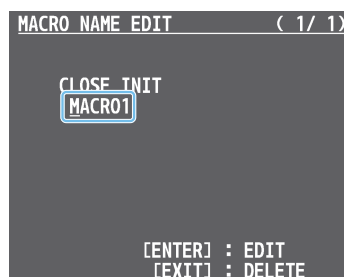 MACRO NAME EDIT ( 1/ 1)
CLOSE INIT
MACRO1
[ENTER] : EDIT
[EXIT] : DELETE